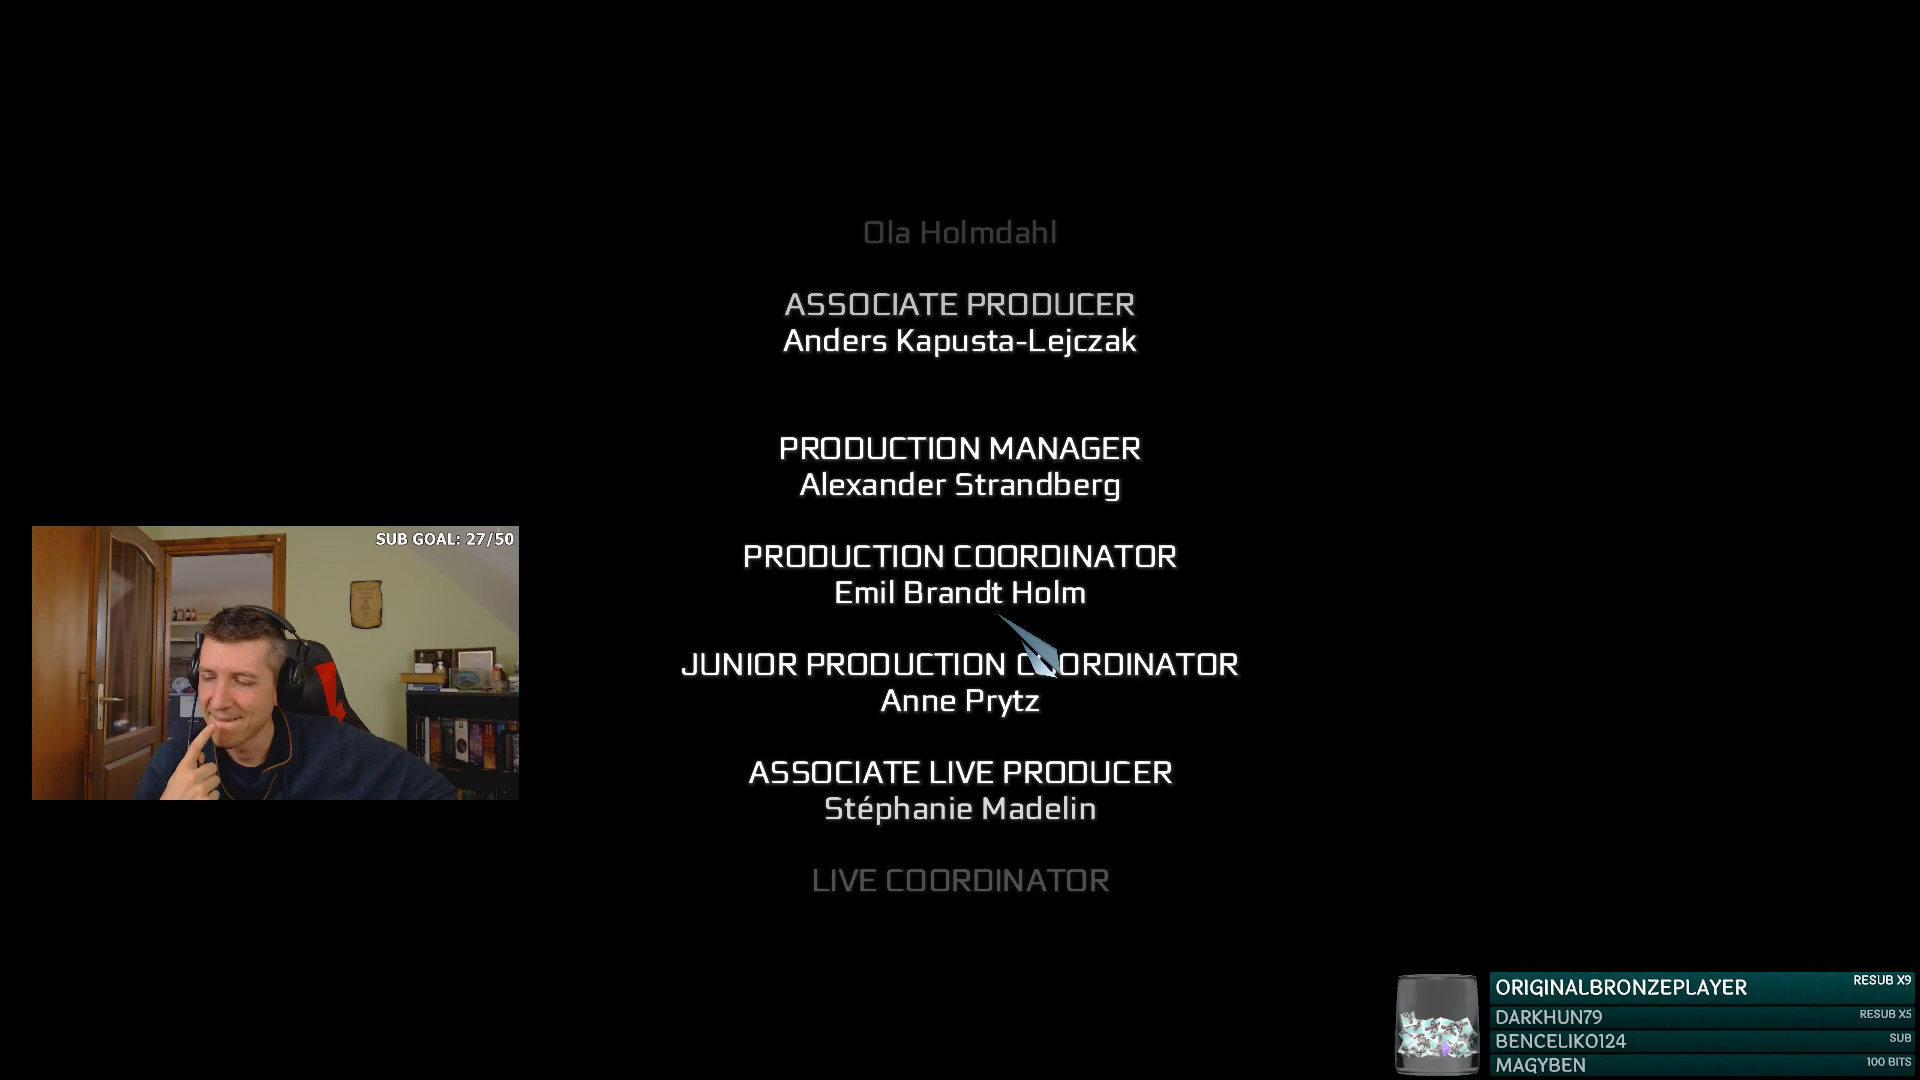 Ola Holmdahl
ASSOCIATE PRODUCER
Anders Kapusta-Lejczak
PRODUCTION MANAGER
Alexander Strandberg
PRODUCTION COORDINATOR
Emil Brandt Holm
JUNIOR PRODUCTION COORDINATOR
Anne Prytz
ASSOCIATE LIVE PRODUCER
Stéphanie Madelin
LIVE COORDINATOR
SUB GOAL: 27/50
ORIGINALBRONZEPLAYER RESUB X9
DARKHUN79 RESUB X5
BENCELIKO124 SUB
MAGYBEN 100 BITS